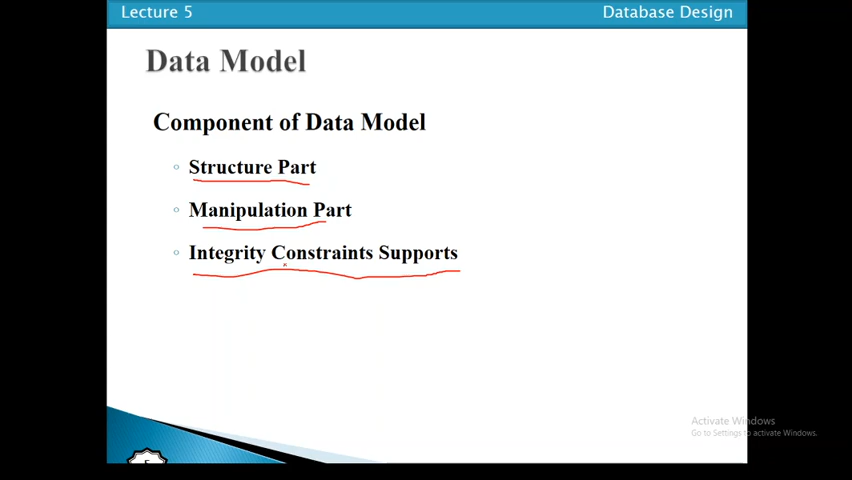 Lecture 5
Database Design
Data Model
Component of Data Model
Structure Part
Manipulation Part
Integrity Constraints Supports
Activate Windows
Go to Settings to activate Windows.
5